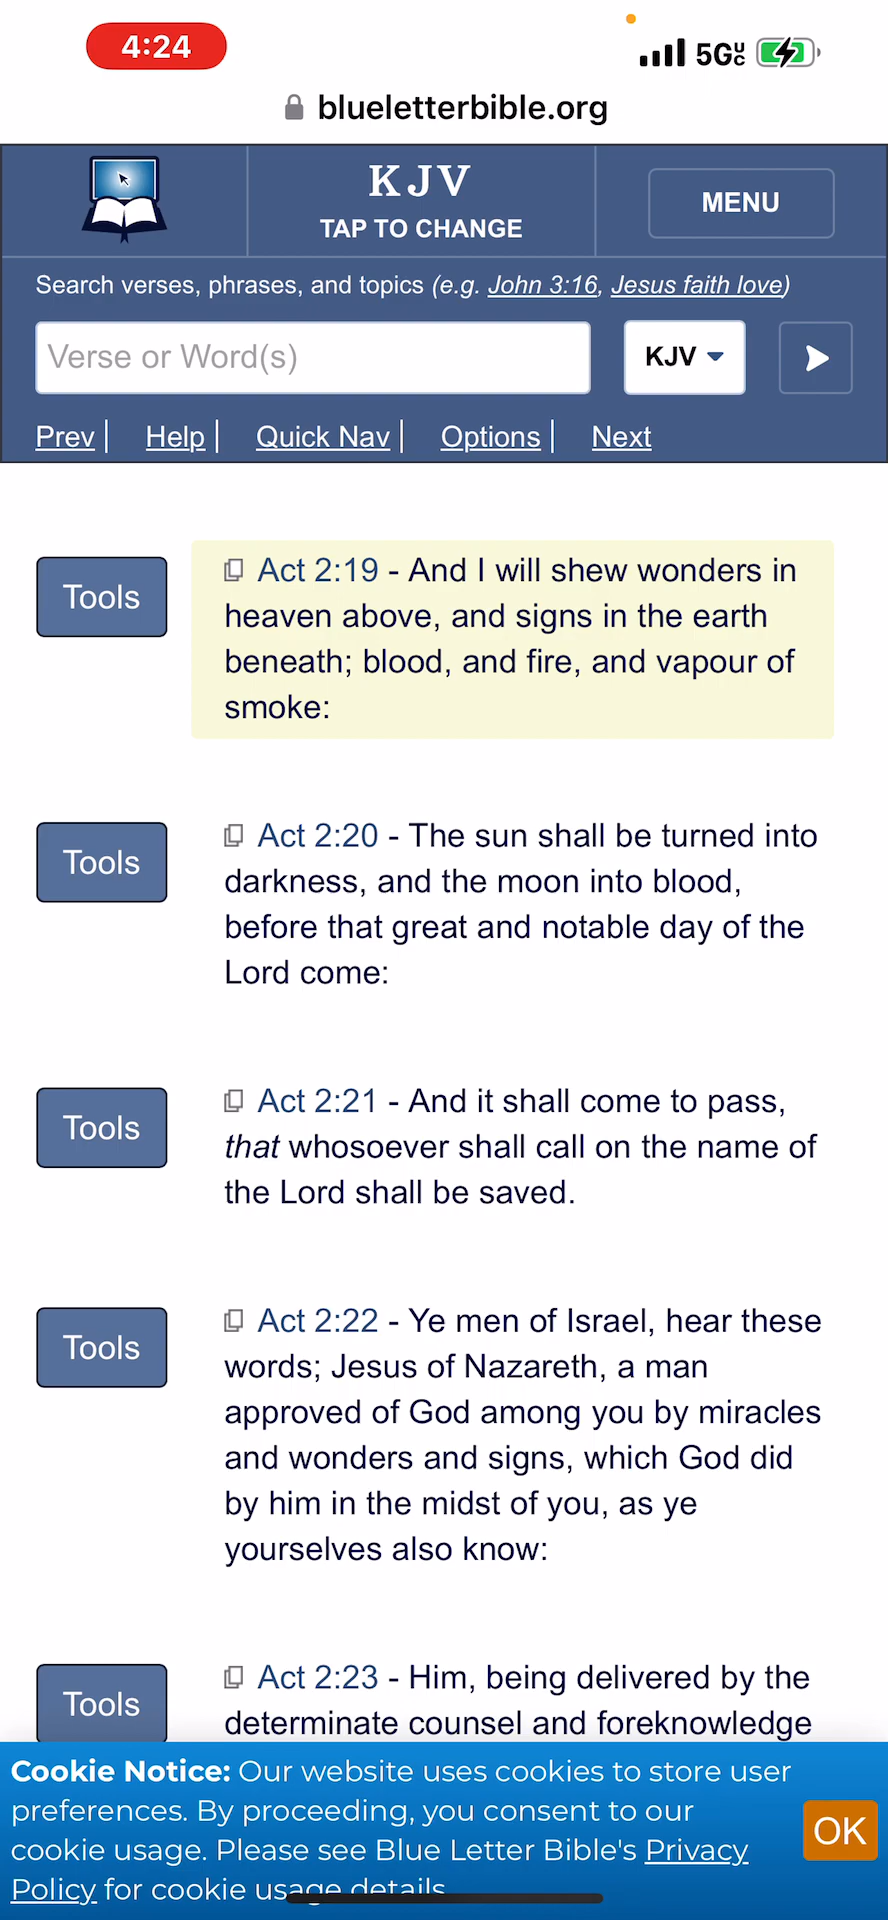 4:24
5G UC
blueletterbible.org
KJV
TAP TO CHANGE
MENU
Search verses, phrases, and topics (e.g. John 3:16, Jesus faith love)
Verse or Word(s)
KJV
Prev | Help | Quick Nav | Options | Next
Tools
Act 2:19 - And I will shew wonders in
heaven above, and signs in the earth
beneath; blood, and fire, and vapour of
smoke:
Tools
Act 2:20 - The sun shall be turned into
darkness, and the moon into blood,
before that great and notable day of the
Lord come:
Tools
Act 2:21 - And it shall come to pass,
that whosoever shall call on the name of
the Lord shall be saved.
Tools
Act 2:22 - Ye men of Israel, hear these
words; Jesus of Nazareth, a man
approved of God among you by miracles
and wonders and signs, which God did
by him in the midst of you, as ye
yourselves also know:
Tools
Act 2:23 - Him, being delivered by the
determinate counsel and foreknowledge
Cookie Notice: Our website uses cookies to store user
preferences. By proceeding, you consent to our
cookie usage. Please see Blue Letter Bible's Privacy
Policy for cookie usage details
OK